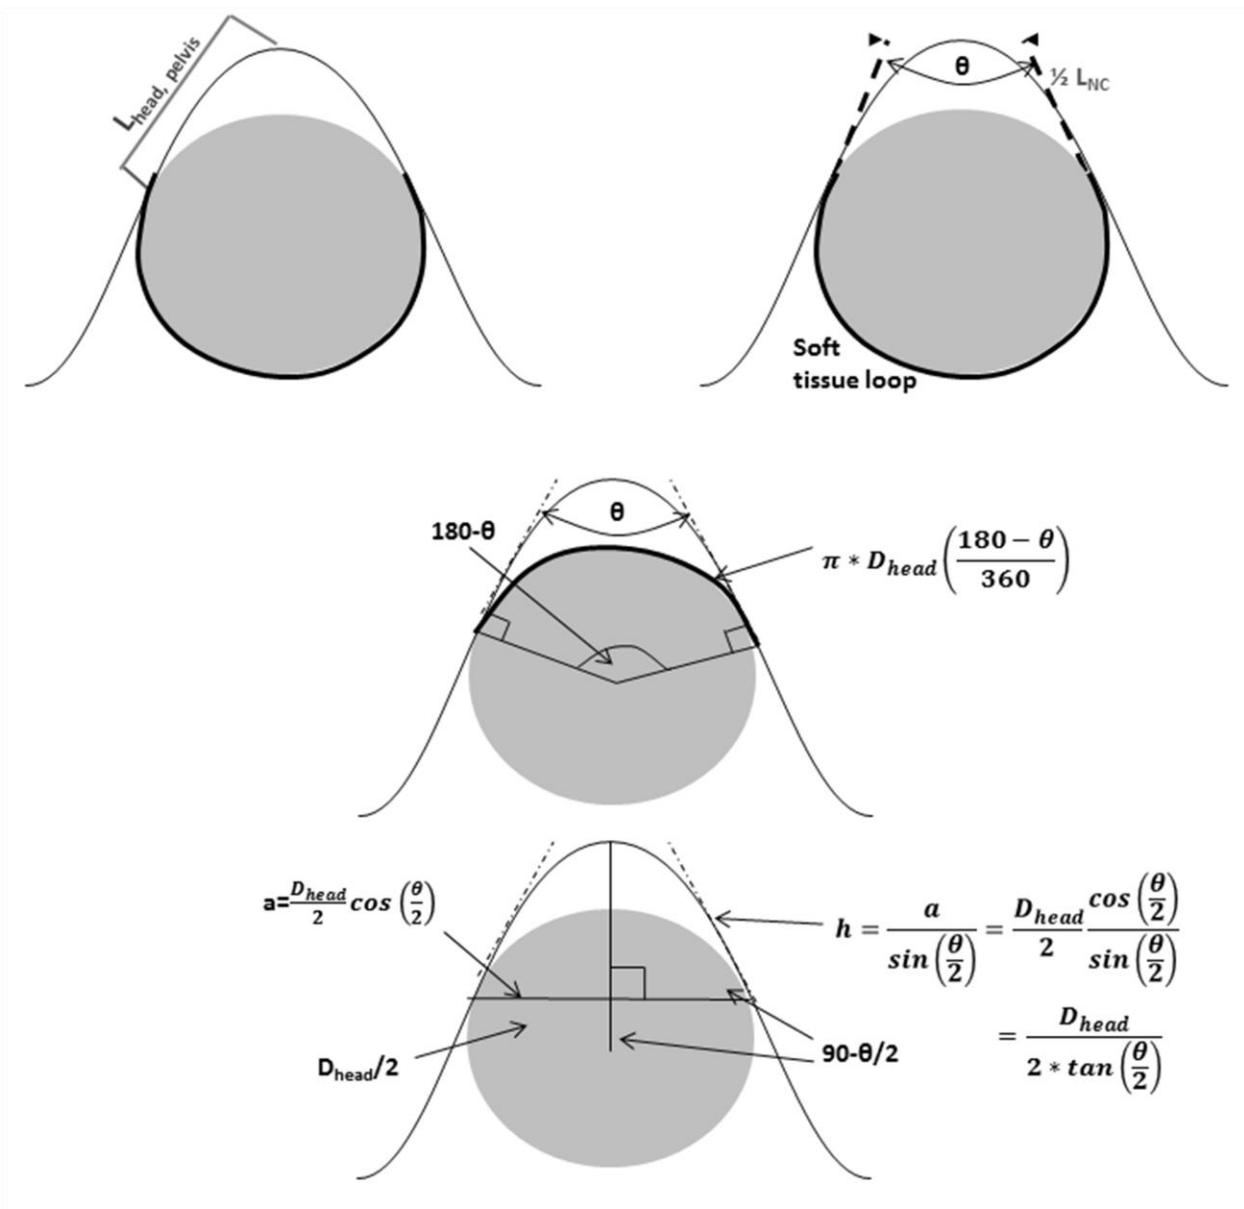 L_head, pelvis
θ
½ L_NC
Soft
tissue loop
180-θ
θ
π * D_head ((180 − θ)/360)
a=D_head/2 cos (θ/2)
h = a/sin(θ/2) = D_head/2 cos(θ/2)/sin(θ/2)
= D_head/(2 * tan(θ/2))
D_head/2
90-θ/2